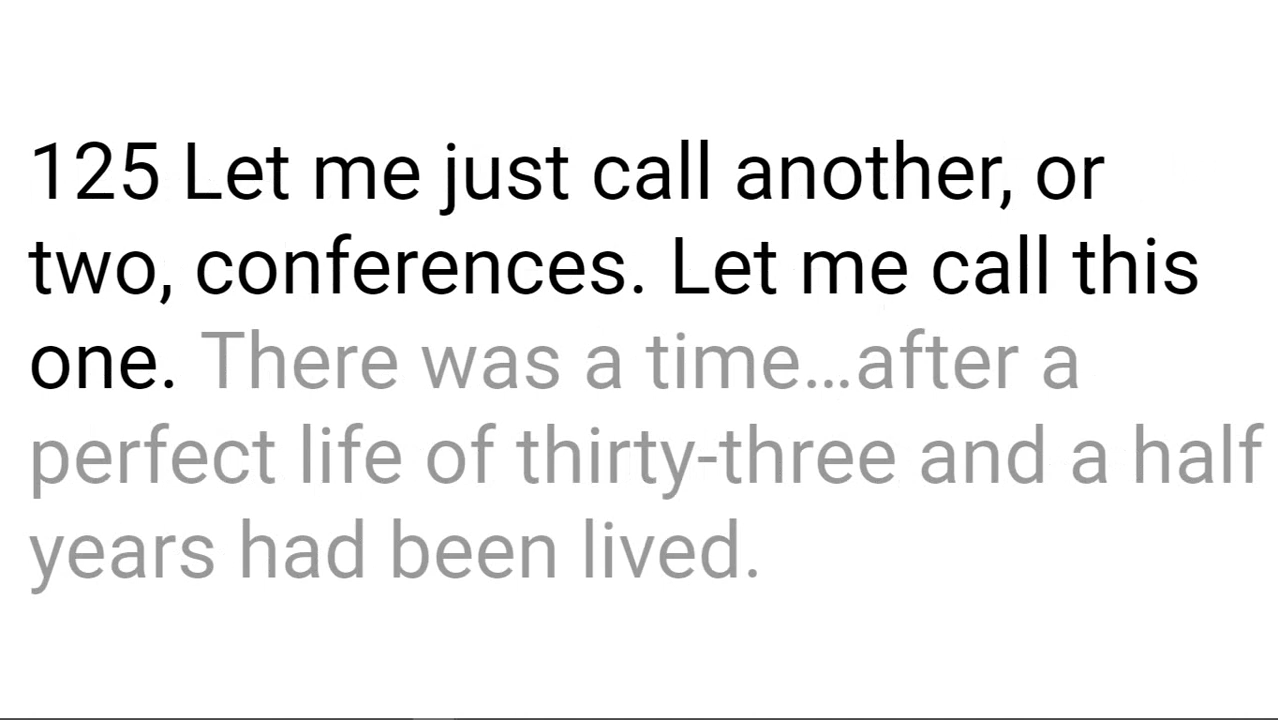 125 Let me just call another, or
two, conferences. Let me call this
one. There was a time…after a
perfect life of thirty-three and a half
years had been lived.